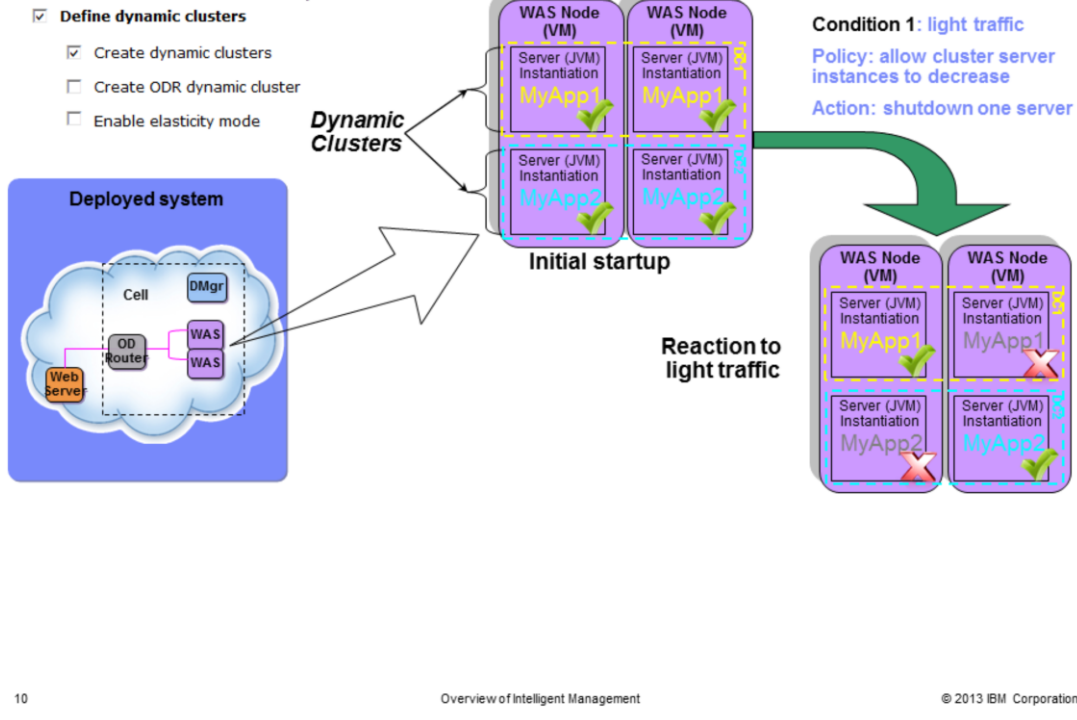 Define dynamic clusters
Create dynamic clusters
Create ODR dynamic cluster
Enable elasticity mode
Dynamic
Clusters
WAS Node
(VM)
Server (JVM)
Instantiation
MyApp1
Server (JVM)
Instantiation
MyApp2
WAS Node
(VM)
Server (JVM)
Instantiation
MyApp1
Server (JVM)
Instantiation
MyApp2
Initial startup
Condition 1: light traffic
Policy: allow cluster server
instances to decrease
Action: shutdown one server
Deployed system
Cell
DMgr
OD
Router
WAS
WAS
Web
Server
Reaction to
light traffic
WAS Node
(VM)
Server (JVM)
Instantiation
MyApp1
Server (JVM)
Instantiation
MyApp2
WAS Node
(VM)
Server (JVM)
Instantiation
MyApp1
Server (JVM)
Instantiation
MyApp2
10
Overview of Intelligent Management
© 2013 IBM Corporation